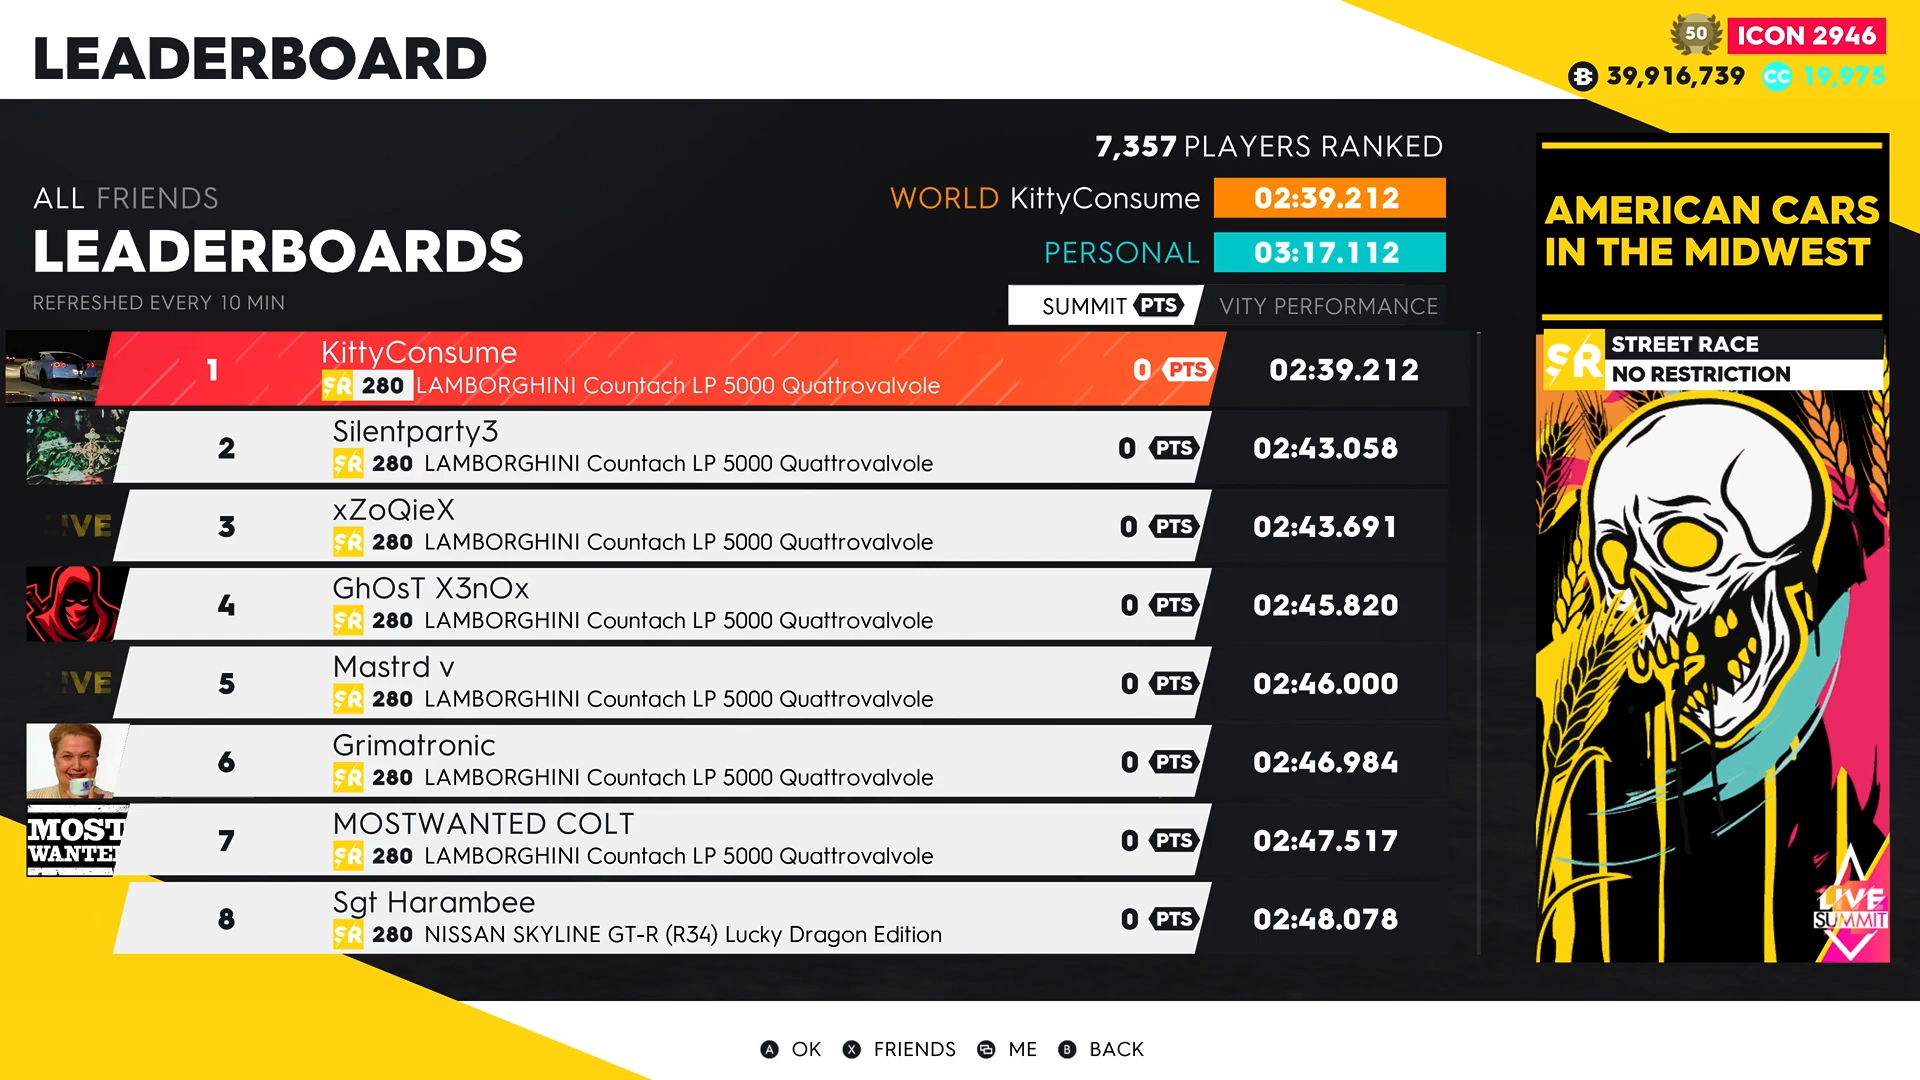 LEADERBOARD
50 ICON 2946
39,916,739 CC 19,975
7,357 PLAYERS RANKED
ALL FRIENDS
WORLD KittyConsume 02:39.212
LEADERBOARDS
PERSONAL 03:17.112
REFRESHED EVERY 10 MIN
SUMMIT PTS VITY PERFORMANCE
1 KittyConsume
SR 280 LAMBORGHINI Countach LP 5000 Quattrovalvole 0 PTS 02:39.212
2 Silentparty3
SR 280 LAMBORGHINI Countach LP 5000 Quattrovalvole 0 PTS 02:43.058
LIVE
3 xZoQieX
SR 280 LAMBORGHINI Countach LP 5000 Quattrovalvole 0 PTS 02:43.691
4 GhOsT X3nOx
SR 280 LAMBORGHINI Countach LP 5000 Quattrovalvole 0 PTS 02:45.820
LIVE
5 Mastrd v
SR 280 LAMBORGHINI Countach LP 5000 Quattrovalvole 0 PTS 02:46.000
6 Grimatronic
SR 280 LAMBORGHINI Countach LP 5000 Quattrovalvole 0 PTS 02:46.984
MOST
WANTE
7 MOSTWANTED COLT
SR 280 LAMBORGHINI Countach LP 5000 Quattrovalvole 0 PTS 02:47.517
8 Sgt Harambee
SR 280 NISSAN SKYLINE GT-R (R34) Lucky Dragon Edition 0 PTS 02:48.078
AMERICAN CARS
IN THE MIDWEST
SR STREET RACE
NO RESTRICTION
LIVE
SUMMIT
A OK X FRIENDS ME B BACK